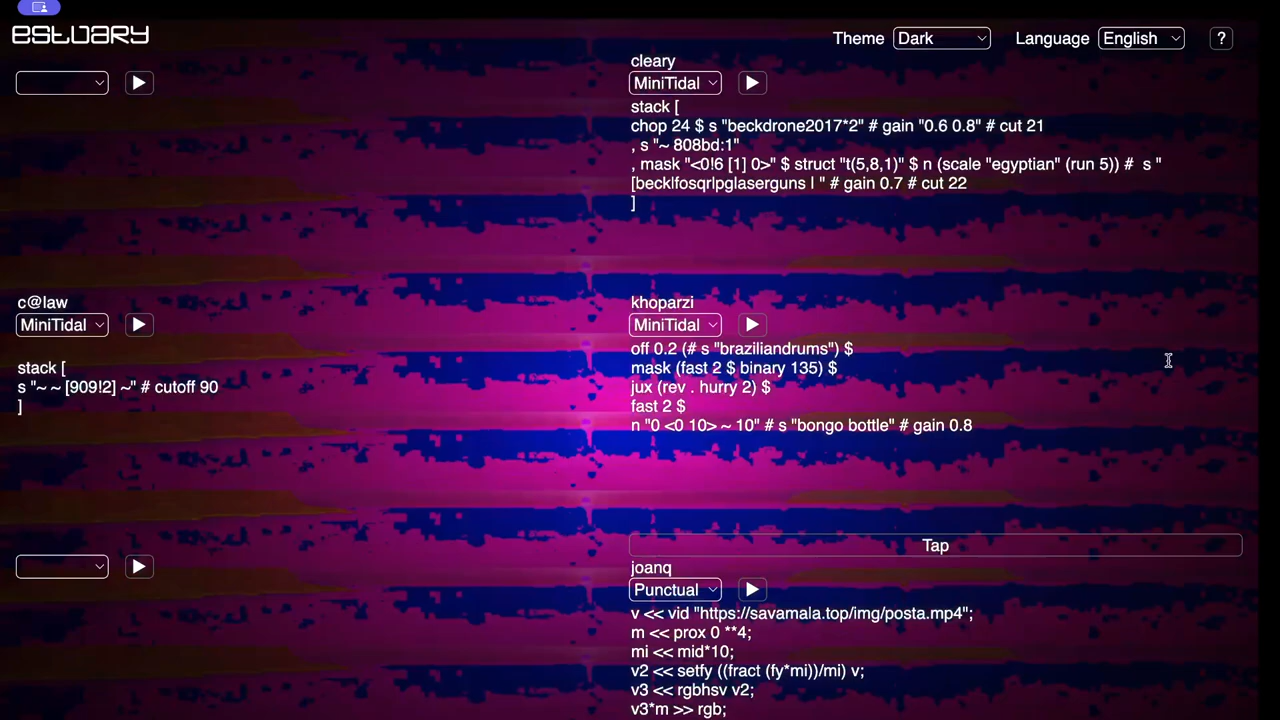 estuary
Theme Dark Language English ?
cleary
MiniTidal
stack [
chop 24 $ s "beckdrone2017*2" # gain "0.6 0.8" # cut 21
, s "~ 808bd:1"
, mask "<0!6 [1] 0>" $ struct "t(5,8,1)" $ n (scale "egyptian" (run 5)) # s "
[becklfosqrlpglaserguns | " # gain 0.7 # cut 22
]
c@law
MiniTidal
stack [
s "~ ~ [909!2] ~" # cutoff 90
]
khoparzi
MiniTidal
off 0.2 (# s "braziliandrums") $
mask (fast 2 $ binary 135) $
jux (rev . hurry 2) $
fast 2 $
n "0 <0 10> ~ 10" # s "bongo bottle" # gain 0.8
Tap
joanq
Punctual
v << vid "https://savamala.top/img/posta.mp4";
m << prox 0 **4;
mi << mid*10;
v2 << setfy ((fract (fy*mi))/mi) v;
v3 << rgbhsv v2;
v3*m >> rgb;